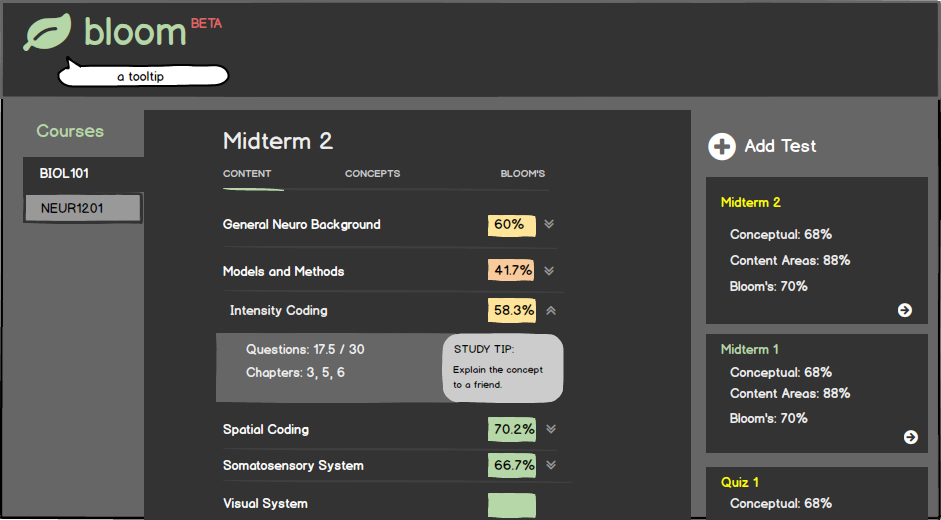 bloom BETA
a tooltip
Courses
BIOL101
NEUR1201
Midterm 2
CONTENT CONCEPTS BLOOM'S
General Neuro Background 60%
Models and Methods 41.7%
Intensity Coding 58.3%
Questions: 17.5 / 30
Chapters: 3, 5, 6
STUDY TIP:
Explain the concept
to a friend.
Spatial Coding 70.2%
Somatosensory System 66.7%
Visual System
Add Test
Midterm 2
Conceptual: 68%
Content Areas: 88%
Bloom's: 70%
Midterm 1
Conceptual: 68%
Content Areas: 88%
Bloom's: 70%
Quiz 1
Conceptual: 68%